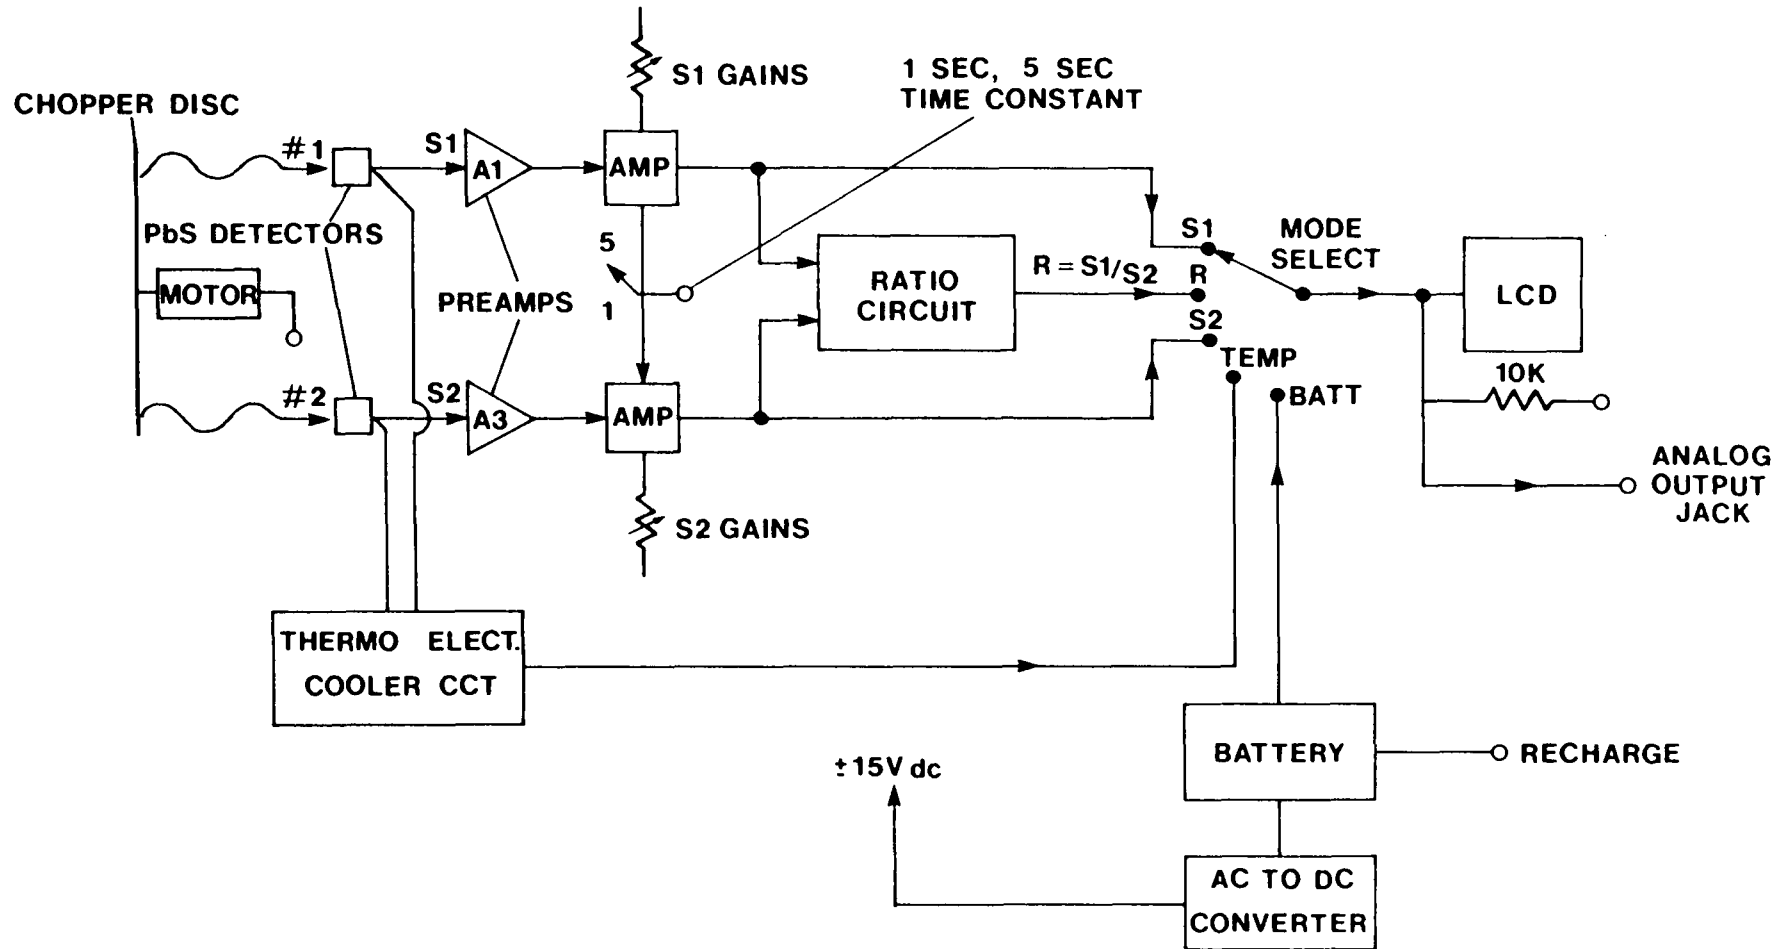 S1 GAINS
1 SEC, 5 SEC
TIME CONSTANT
CHOPPER DISC
#1
S1
A1
AMP
PbS DETECTORS
MOTOR
PREAMPS
5
1
RATIO
CIRCUIT
R = S1/S2
S1
R
S2
MODE
SELECT
LCD
TEMP
BATT
10K
#2
S2
A3
AMP
ANALOG
OUTPUT
JACK
S2 GAINS
THERMO ELECT.
COOLER CCT
±15V dc
BATTERY
RECHARGE
AC TO DC
CONVERTER